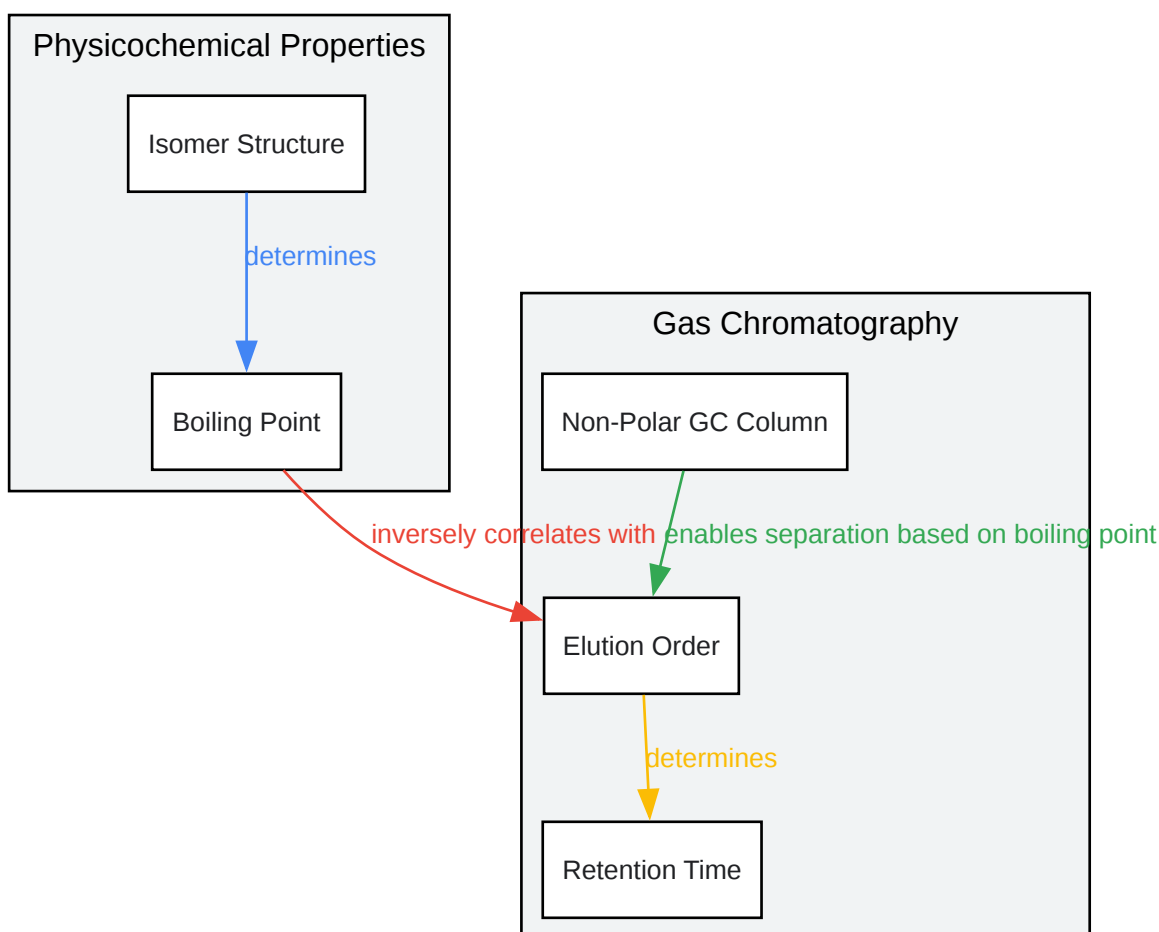 Physicochemical Properties
Isomer Structure
determines
Boiling Point
Gas Chromatography
Non-Polar GC Column
inversely correlates with
enables separation based on boiling point
Elution Order
determines
Retention Time